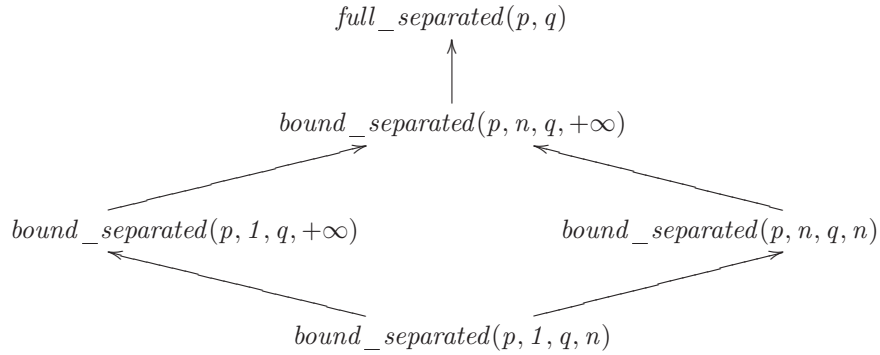 full_separated(p, q)
bound_separated(p, n, q, +∞)
bound_separated(p, 1, q, +∞) bound_separated(p, n, q, n)
bound_separated(p, 1, q, n)